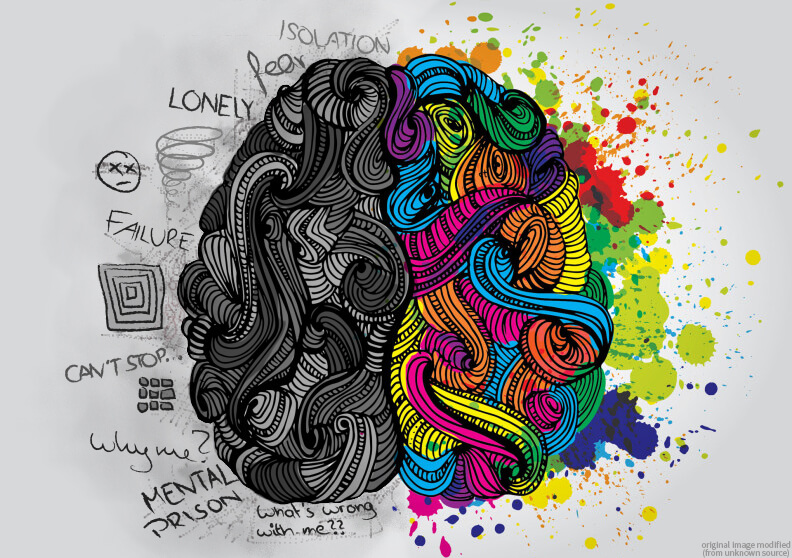 ISOLATION
fear
LONELY
FAILURE
CAN'T STOP...
why me?
MENTAL
PRISON
What's wrong
with me??
original image modified
(from unknown source)